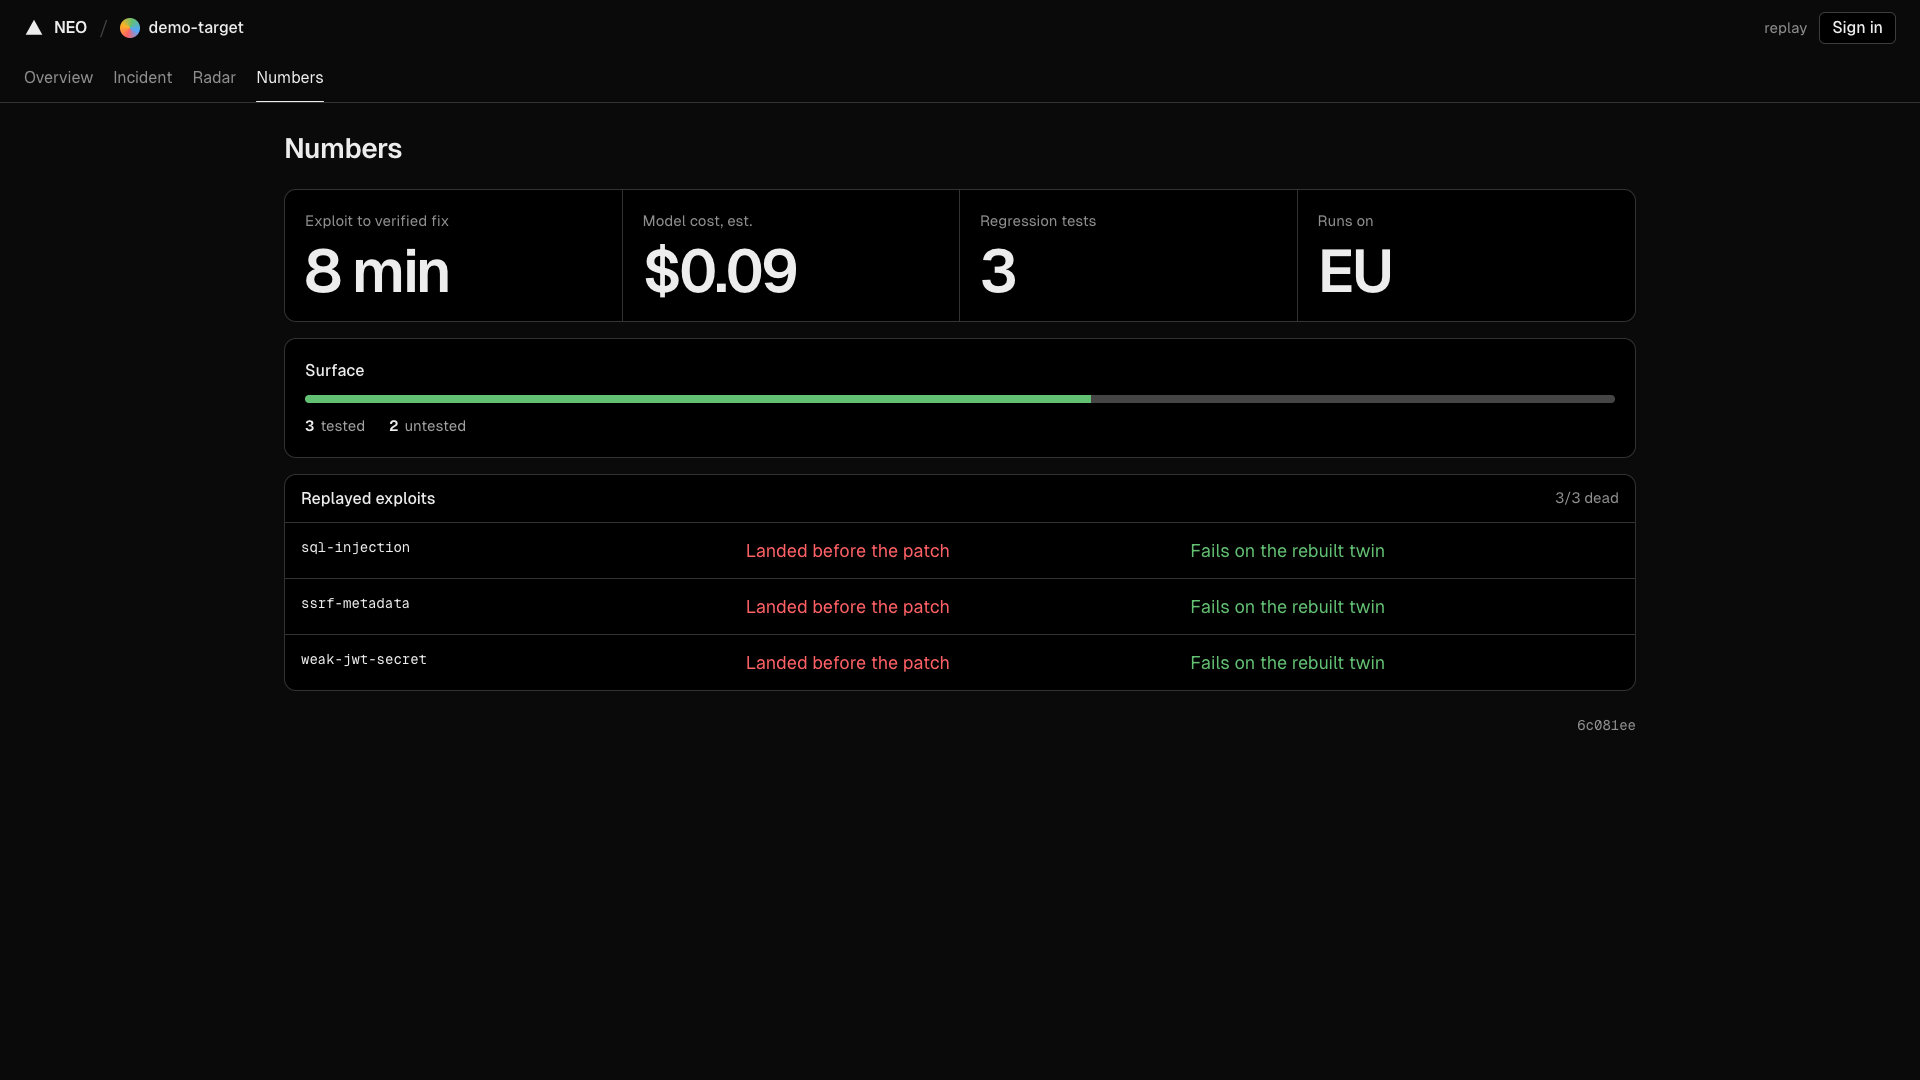 NEO / demo-target
replay
Sign in
Overview Incident Radar Numbers
Numbers
Exploit to verified fix
8 min
Model cost, est.
$0.09
Regression tests
3
Runs on
EU
Surface
3 tested 2 untested
Replayed exploits 3/3 dead
sql-injection Landed before the patch Fails on the rebuilt twin
ssrf-metadata Landed before the patch Fails on the rebuilt twin
weak-jwt-secret Landed before the patch Fails on the rebuilt twin
6c081ee